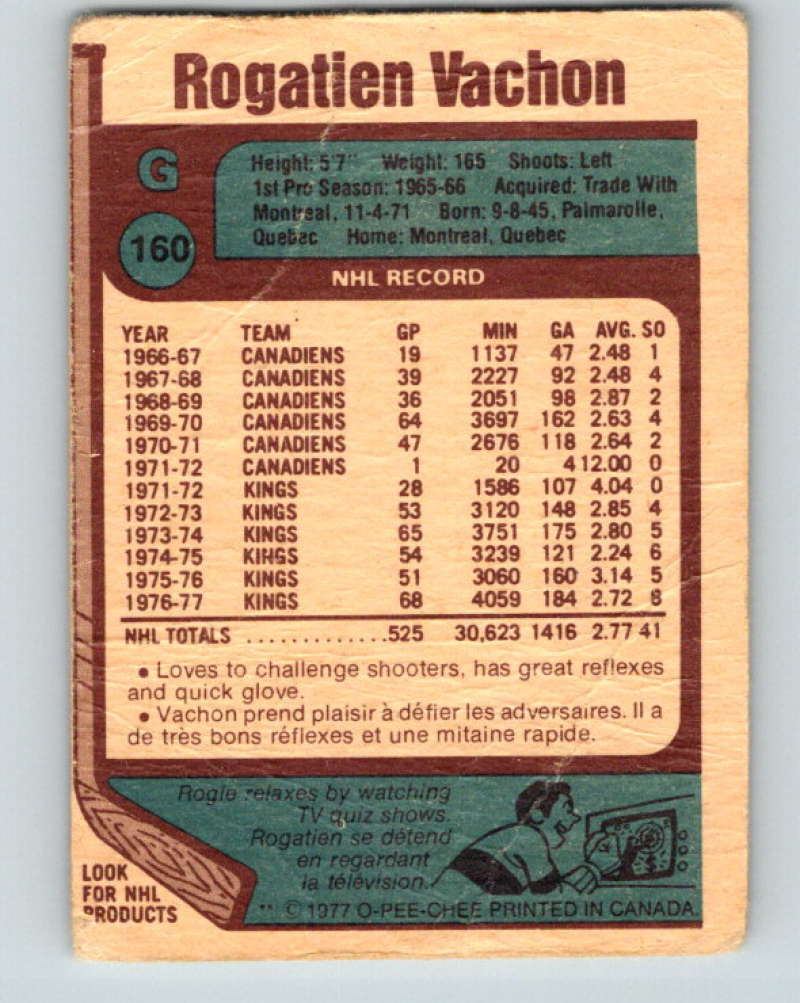 Rogatien Vachon
G
Height: 5'7" Weight: 165 Shoots: Left
1st Pro Season: 1965-66 Acquired: Trade With
Montreal, 11-4-71 Born: 9-8-45, Palmarolle,
Quebec Home: Montreal, Quebec
160
NHL RECORD
YEAR TEAM GP MIN GA AVG. SO
1966-67 CANADIENS 19 1137 47 2.48 1
1967-68 CANADIENS 39 2227 92 2.48 4
1968-69 CANADIENS 36 2051 98 2.87 2
1969-70 CANADIENS 64 3697 162 2.63 4
1970-71 CANADIENS 47 2676 118 2.64 2
1971-72 CANADIENS 1 20 4 12.00 0
1971-72 KINGS 28 1586 107 4.04 0
1972-73 KINGS 53 3120 148 2.85 4
1973-74 KINGS 65 3751 175 2.80 5
1974-75 KINGS 54 3239 121 2.24 6
1975-76 KINGS 51 3060 160 3.14 5
1976-77 KINGS 68 4059 184 2.72 8
NHL TOTALS .............525 30,623 1416 2.77 41
• Loves to challenge shooters, has great reflexes
and quick glove.
• Vachon prend plaisir à défier les adversaires. Il a
de très bons réflexes et une mitaine rapide.
Rogie relaxes by watching
TV quiz shows.
Rogatien se détend
en regardant
la télévision.
LOOK
FOR NHL
PRODUCTS
** © 1977 O-PEE-CHEE PRINTED IN CANADA